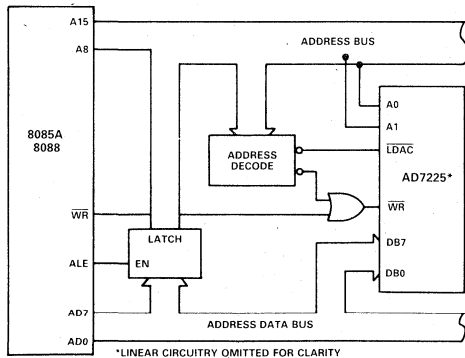 A15
A8
ADDRESS BUS
8085A
8088
ADDRESS
DECODE
A0
A1
LDAC
AD7225*
WR
WR
LATCH
EN
ALE
DB7
DB0
AD7
ADDRESS DATA BUS
AD0
*LINEAR CIRCUITRY OMITTED FOR CLARITY